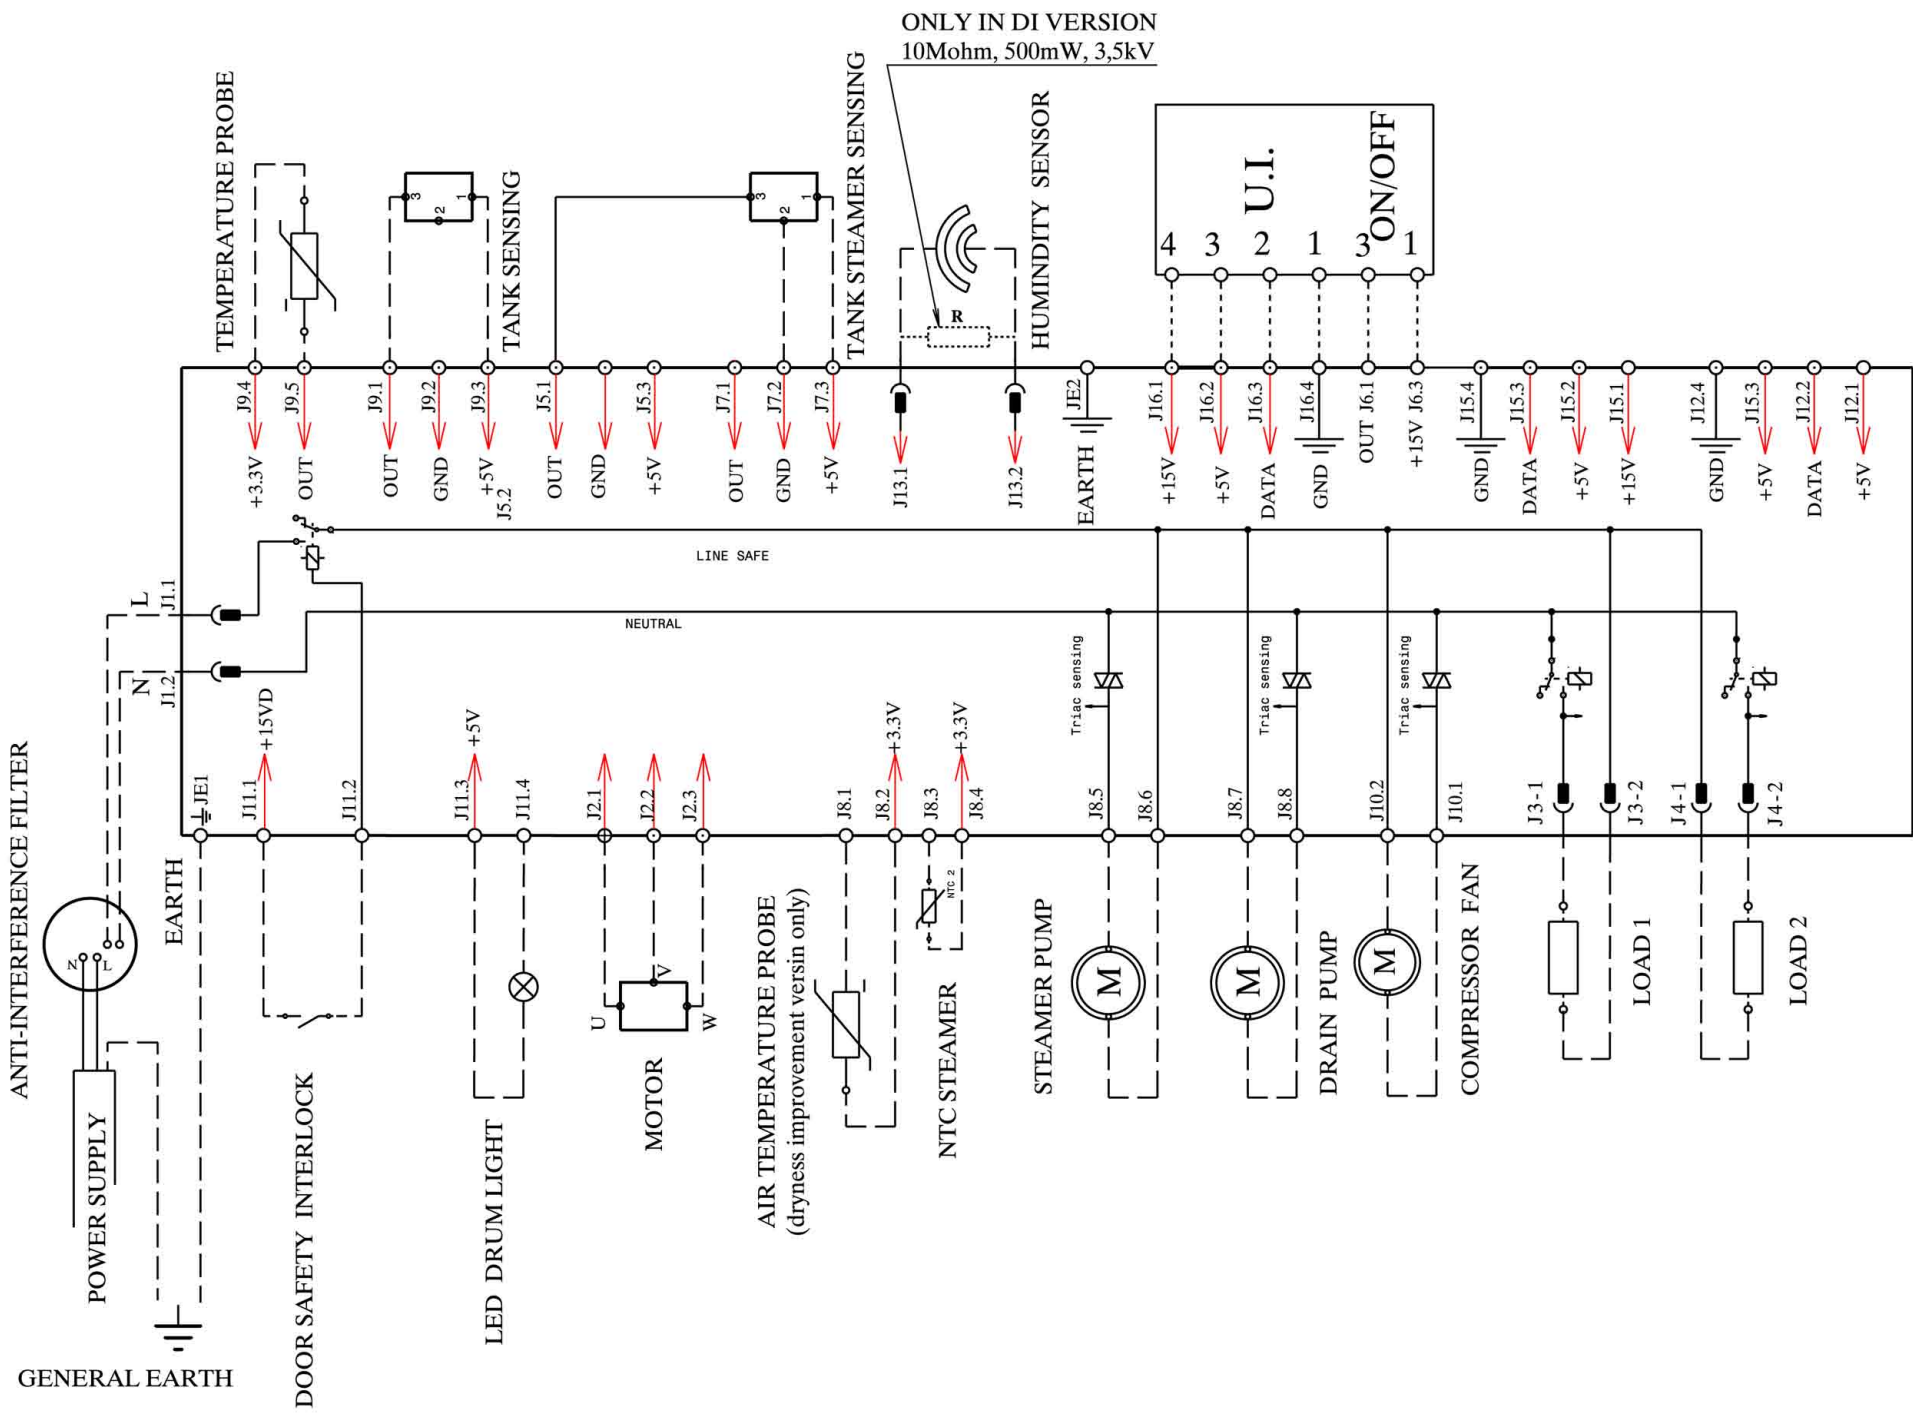 ONLY IN DI VERSION
10Mohm, 500mW, 3,5kV
TEMPERATURE PROBE
TANK SENSING
TANK STEAMER SENSING
HUMINDITY SENSOR
3
2
1
3
2
1
R
U.I.
ON/OFF
4
3
2
1
3
1
J9.4
J9.5
J9.1
J9.2
J9.3
J5.1
J5.3
J7.1
J7.2
J7.3
JE2
J16.1
J16.2
J16.3
J16.4
OUT J6.1
+15V J6.3
J15.4
J15.3
J15.2
J15.1
J12.4
J15.3
J12.2
J12.1
+3.3V
OUT
OUT
GND
+5V
J5.2
OUT
GND
+5V
OUT
GND
+5V
J13.1
J13.2
EARTH
+15V
+5V
DATA
GND
GND
DATA
+5V
+15V
GND
+5V
DATA
+5V
LINE SAFE
NEUTRAL
L
J1.1
N
J1.2
Triac sensing
Triac sensing
Triac sensing
JE1
J11.1
+15VD
J11.2
J11.3
+5V
J11.4
J2.1
J2.2
J2.3
J8.1
J8.2
+3.3V
J8.3
J8.4
+3.3V
J8.5
J8.6
J8.7
J8.8
J10.2
J10.1
J3-1
J3-2
J4-1
J4-2
ANTI-INTERFERENCE FILTER
N
L
EARTH
POWER SUPPLY
GENERAL EARTH
DOOR SAFETY INTERLOCK
LED DRUM LIGHT
U
V
W
MOTOR
AIR TEMPERATURE PROBE
(dryness improvement versin only)
NTC 2
NTC STEAMER
STEAMER PUMP
M
M
DRAIN PUMP
M
COMPRESSOR FAN
LOAD 1
LOAD 2